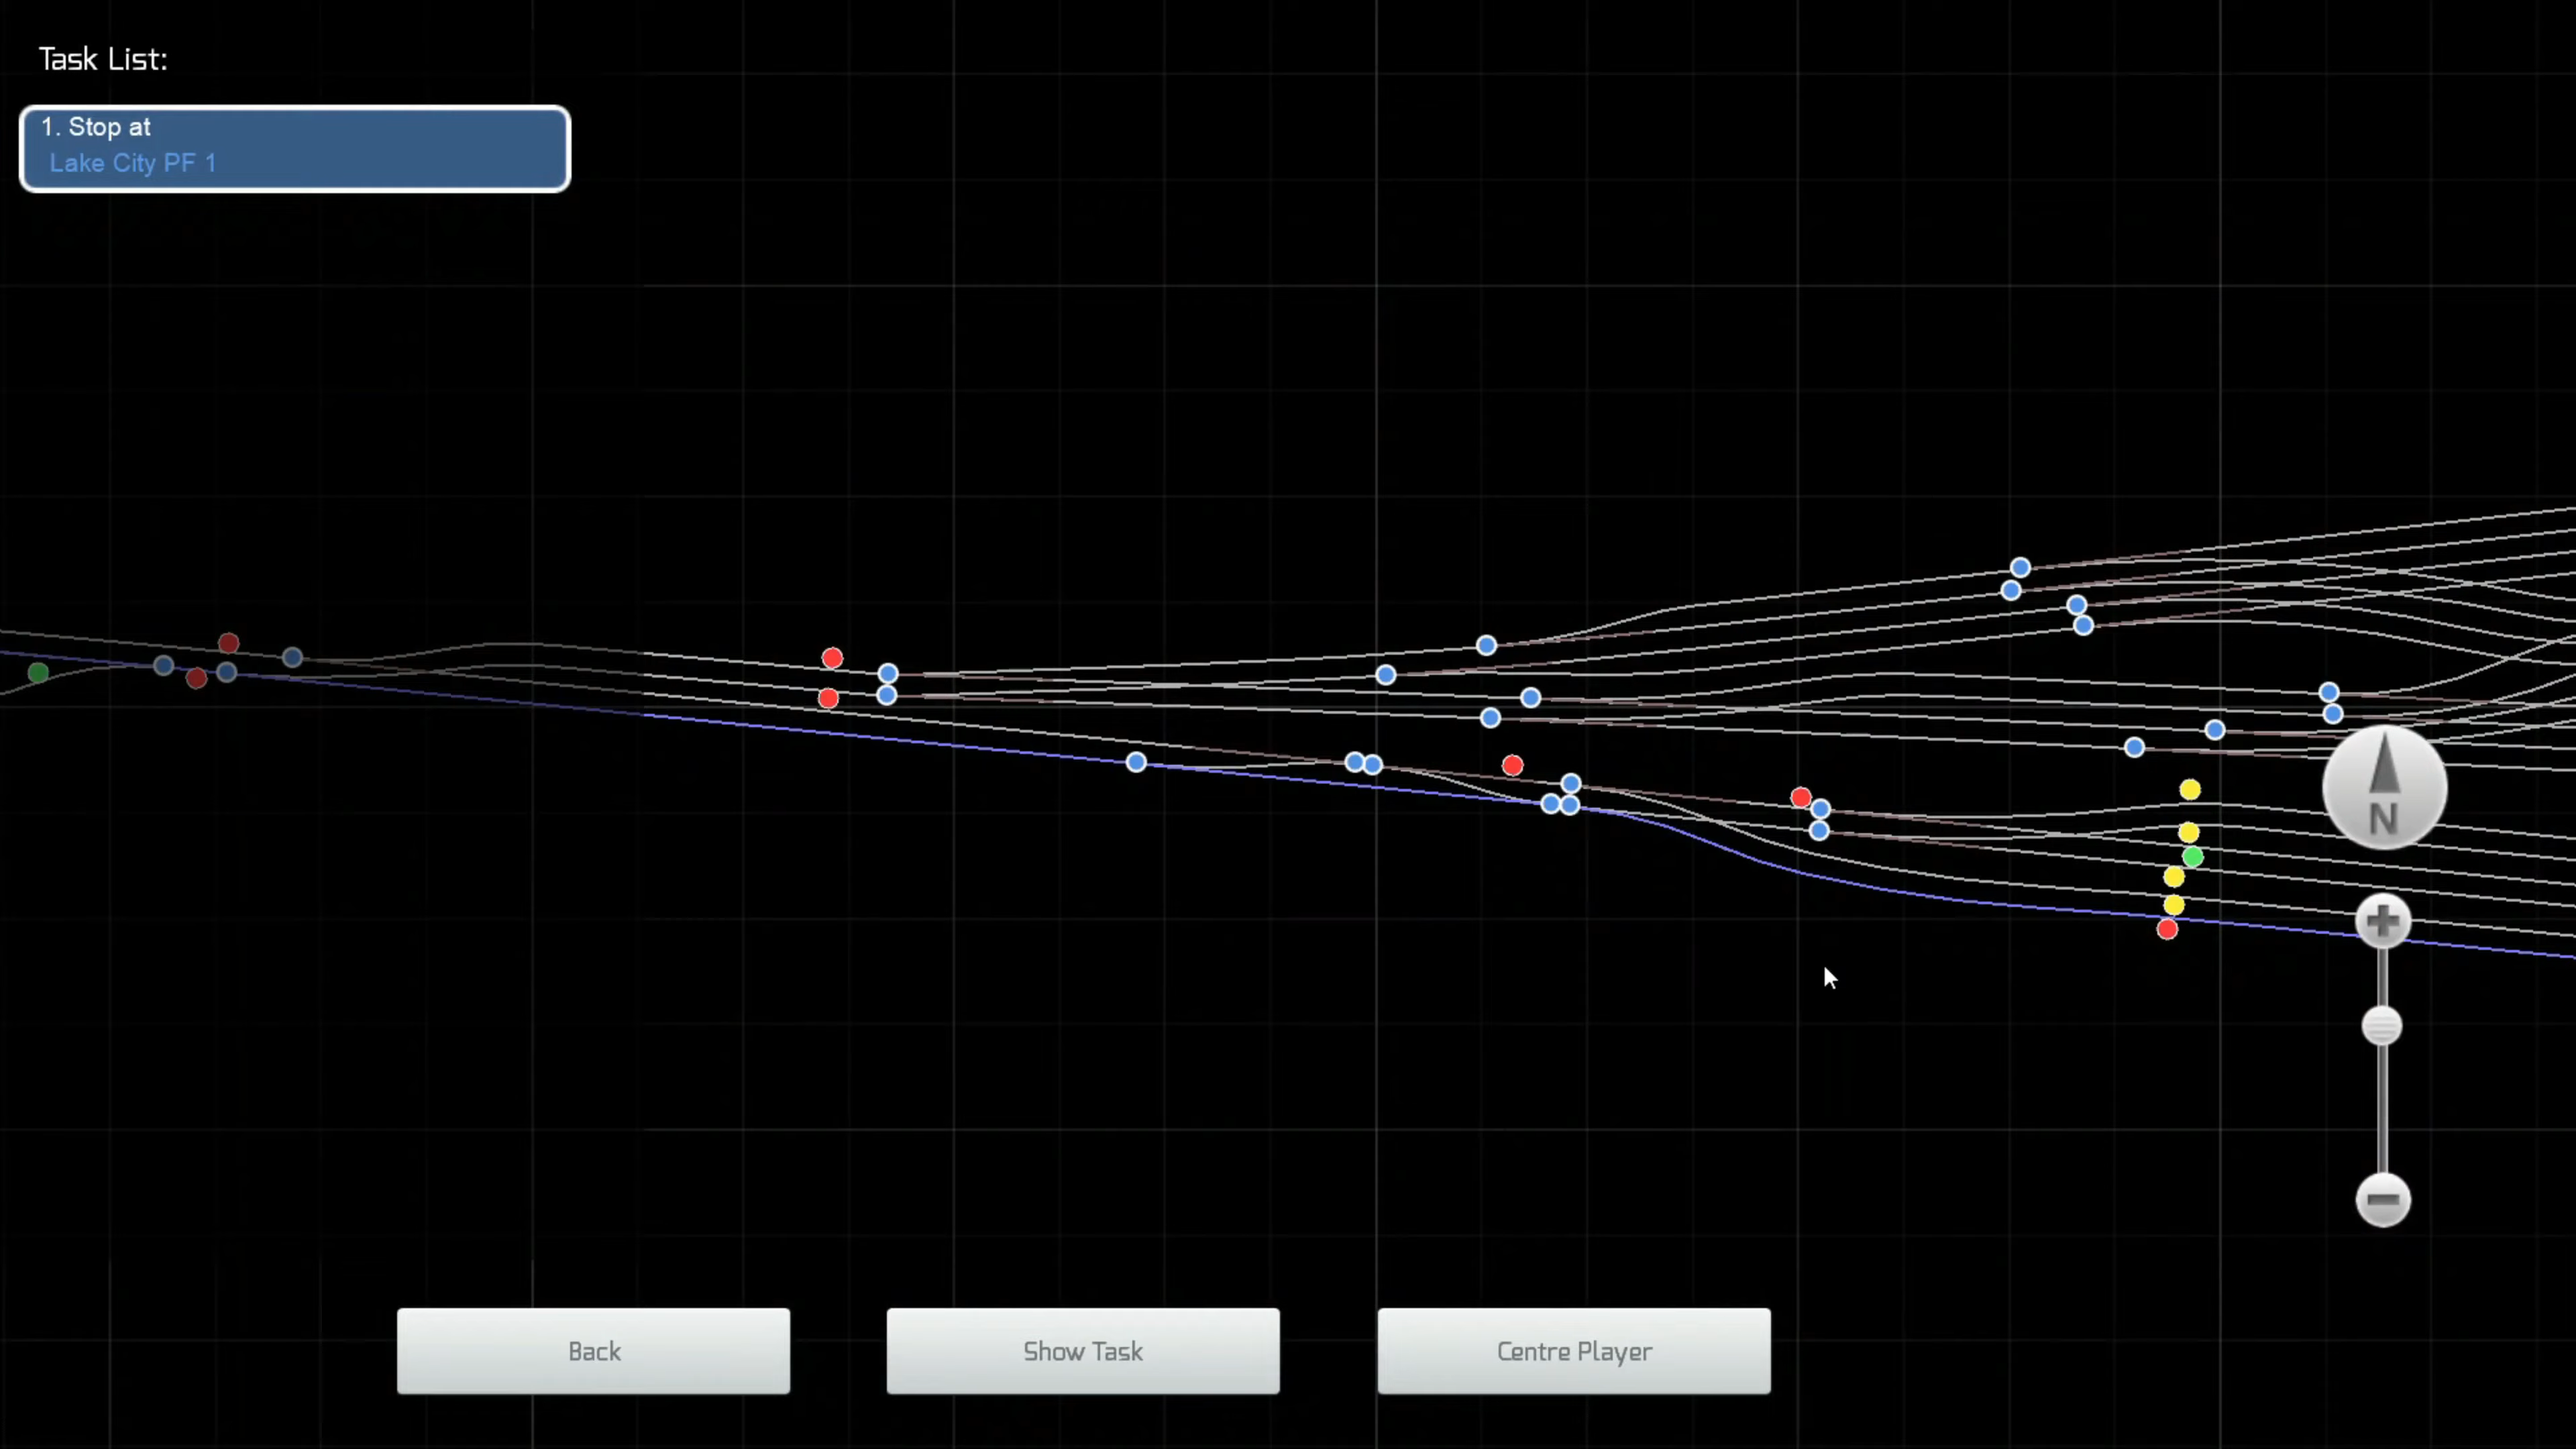 Task List:
1. Stop at
Lake City PF 1
N
Back
Show Task
Centre Player